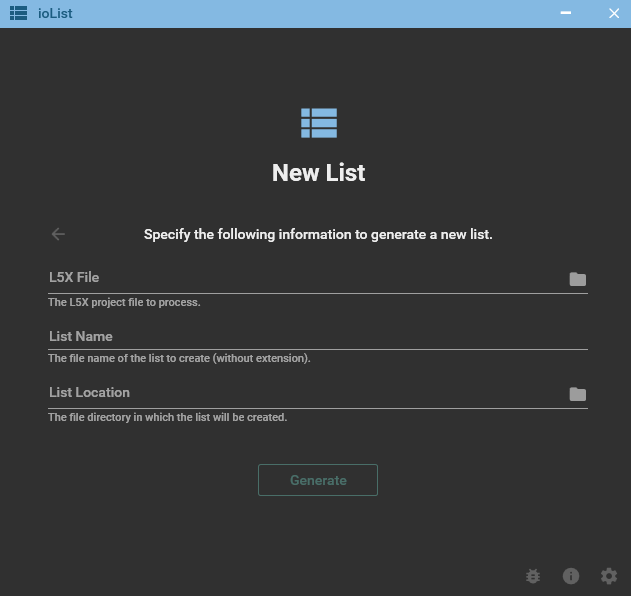 ioList
New List
Specify the following information to generate a new list.
L5X File
The L5X project file to process.
List Name
The file name of the list to create (without extension).
List Location
The file directory in which the list will be created.
Generate